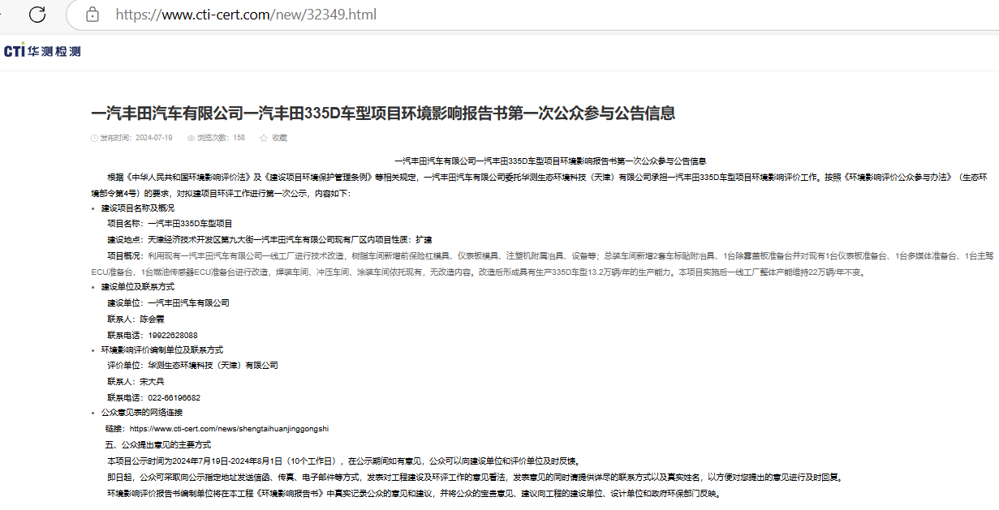 https://www.cti-cert.com/new/32349.html
CTI华测检测
一汽丰田汽车有限公司一汽丰田335D车型项目环境影响报告书第一次公众参与公告信息
发布时间：2024-07-19 浏览次数：158 收藏
一汽丰田汽车有限公司一汽丰田335D车型项目环境影响报告书第一次公众参与公告信息
根据《中华人民共和国环境影响评价法》及《建设项目环境保护管理条例》等相关规定，一汽丰田汽车有限公司委托华测生态环境科技（天津）有限公司承担一汽丰田335D车型项目环境影响评价工作。按照《环境影响评价公众参与办法》（生态环
境部令第4号）的要求，对拟建项目环评工作进行第一次公示，内容如下：
• 建设项目名称及概况
项目名称：一汽丰田335D车型项目
建设地点：天津经济技术开发区第九大街一汽丰田汽车有限公司现有厂区内项目性质：扩建
项目概况：利用现有一汽丰田汽车有限公司一线工厂进行技术改造，树脂车间新增前保险杠模具、仪表板模具、注塑机附属冶具、设备等；总装车间新增2套车标贴附冶具、1台除雾盖板准备台并对现有1台仪表板准备台、1台多媒体准备台、1台主驾
ECU准备台、1台燃油传感器ECU准备台进行改造，焊装车间、冲压车间、涂装车间依托现有，无改造内容。改造后形成具有生产335D车型13.2万辆/年的生产能力。本项目实施后一线工厂整体产能维持22万辆/年不变。
• 建设单位及联系方式
建设单位：一汽丰田汽车有限公司
联系人：陈会霖
联系电话：19922628088
• 环境影响评价编制单位及联系方式
评价单位：华测生态环境科技（天津）有限公司
联系人：宋大兵
联系电话：022-66196682
• 公众意见表的网络连接
链接：https://www.cti-cert.com/news/shengtaihuanjinggongshi
五、公众提出意见的主要方式
本项目公示时间为2024年7月19日-2024年8月1日（10个工作日），在公示期间如有意见，公众可以向建设单位和评价单位及时反馈。
即日起，公众可采取向公示指定地址发送信函、传真、电子邮件等方式，发表对工程建设及环评工作的意见看法，发表意见的同时请提供详尽的联系方式以及真实姓名，以方便对您提出的意见进行及时回复。
环境影响评价报告书编制单位将在本工程《环境影响报告书》中真实记录公众的意见和建议，并将公众的宝贵意见、建议向工程的建设单位、设计单位和政府环保部门反映。